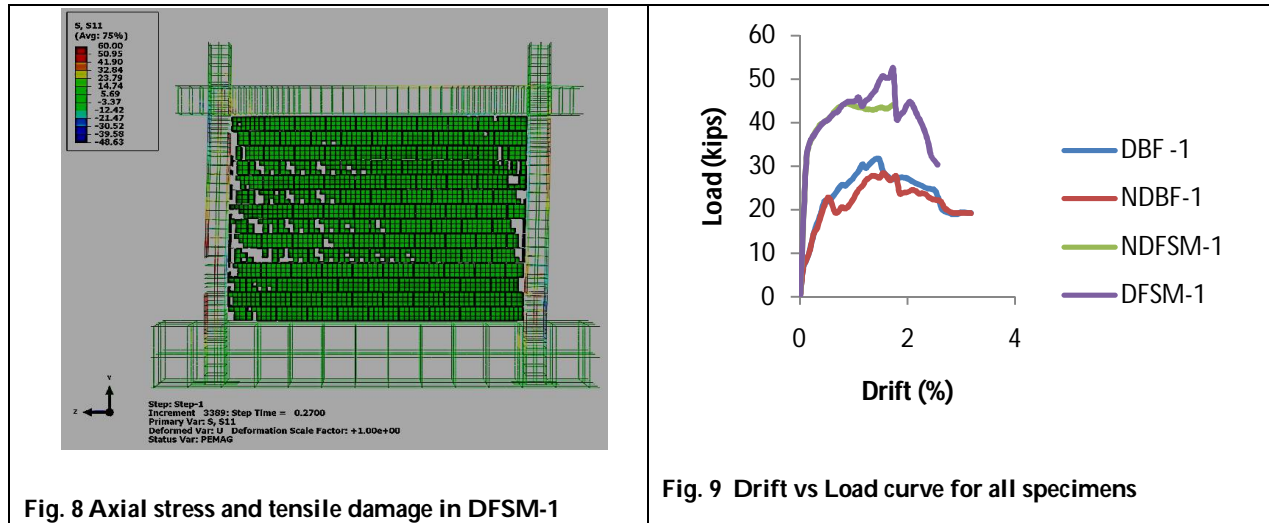 S, S11
(Avg: 75%)
60.00
50.95
41.90
32.84
23.79
14.74
5.69
-3.37
-12.42
-21.47
-30.52
-39.58
-48.63
Y
Z
Step: Step-1
Increment 3389: Step Time = 0.2700
Primary Var: S, S11
Deformed Var: U Deformation Scale Factor: +1.00e+00
Status Var: PEMAG
Fig. 8 Axial stress and tensile damage in DFSM-1
60
50
40
30
20
10
0
Load (kips)
0 2 4
Drift (%)
DBF -1
NDBF-1
NDFSM-1
DFSM-1
Fig. 9 Drift vs Load curve for all specimens